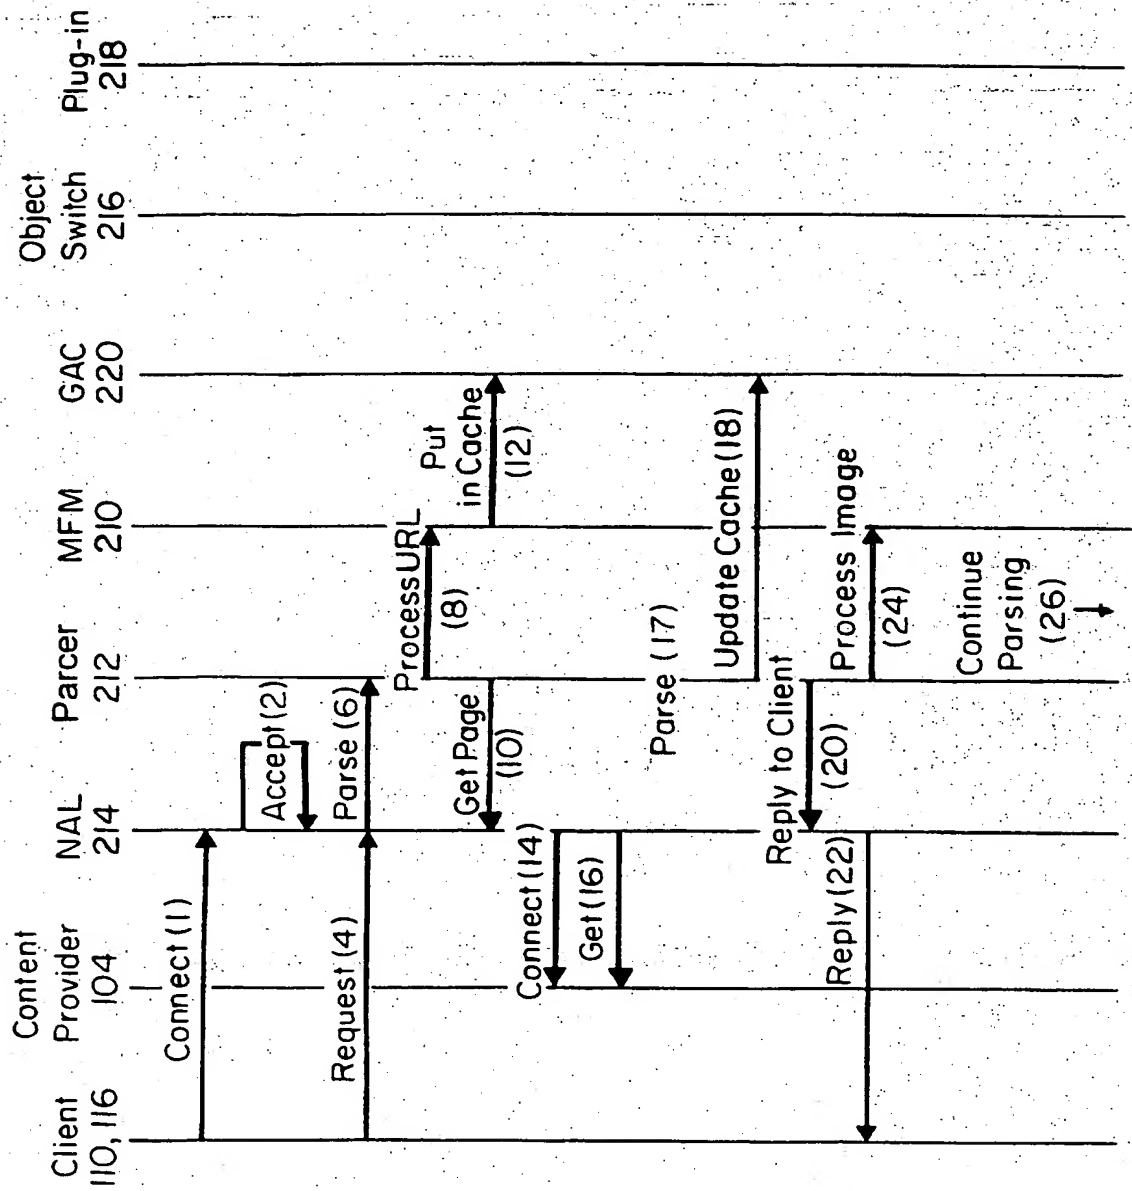 Client
110, 116
Content
Provider
104
NAL
214
Parcer
212
MFM
210
GAC
220
Object
Switch
216
Plug-in
218
Connect (1)
Accept (2)
Request (4)
Parse (6)
Process URL
(8)
Get Page
(10)
Put
in Cache
(12)
Connect (14)
Get (16)
Parse (17)
Update Cache (18)
Reply to Client
(20)
Reply (22)
Process Image
(24)
Continue
Parsing
(26)